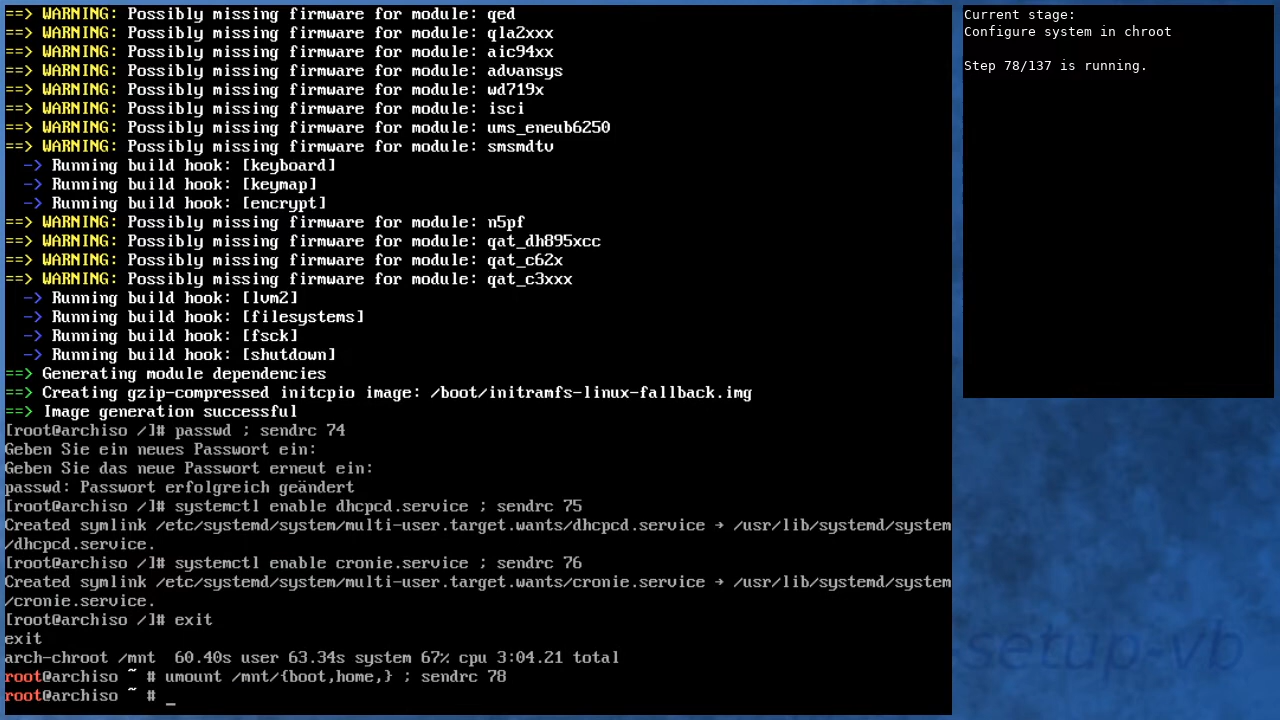 ==> WARNING: Possibly missing firmware for module: qed
==> WARNING: Possibly missing firmware for module: qla2xxx
==> WARNING: Possibly missing firmware for module: aic94xx
==> WARNING: Possibly missing firmware for module: advansys
==> WARNING: Possibly missing firmware for module: wd719x
==> WARNING: Possibly missing firmware for module: isci
==> WARNING: Possibly missing firmware for module: ums_eneub6250
==> WARNING: Possibly missing firmware for module: smsmdtv
-> Running build hook: [keyboard]
-> Running build hook: [keymap]
-> Running build hook: [encrypt]
==> WARNING: Possibly missing firmware for module: n5pf
==> WARNING: Possibly missing firmware for module: qat_dh895xcc
==> WARNING: Possibly missing firmware for module: qat_c62x
==> WARNING: Possibly missing firmware for module: qat_c3xxx
-> Running build hook: [lvm2]
-> Running build hook: [filesystems]
-> Running build hook: [fsck]
-> Running build hook: [shutdown]
==> Generating module dependencies
==> Creating gzip-compressed initcpio image: /boot/initramfs-linux-fallback.img
==> Image generation successful
[root@archiso /]# passwd ; sendrc 74
Geben Sie ein neues Passwort ein:
Geben Sie das neue Passwort erneut ein:
passwd: Passwort erfolgreich geändert
[root@archiso /]# systemctl enable dhcpcd.service ; sendrc 75
Created symlink /etc/systemd/system/multi-user.target.wants/dhcpcd.service → /usr/lib/systemd/system
/dhcpcd.service.
[root@archiso /]# systemctl enable cronie.service ; sendrc 76
Created symlink /etc/systemd/system/multi-user.target.wants/cronie.service → /usr/lib/systemd/system
/cronie.service.
[root@archiso /]# exit
exit
arch-chroot /mnt  60.40s user 63.34s system 67% cpu 3:04.21 total
root@archiso ~ # umount /mnt/{boot,home,} ; sendrc 78
root@archiso ~ # _
Current stage:
Configure system in chroot
Step 78/137 is running.
setup-vb